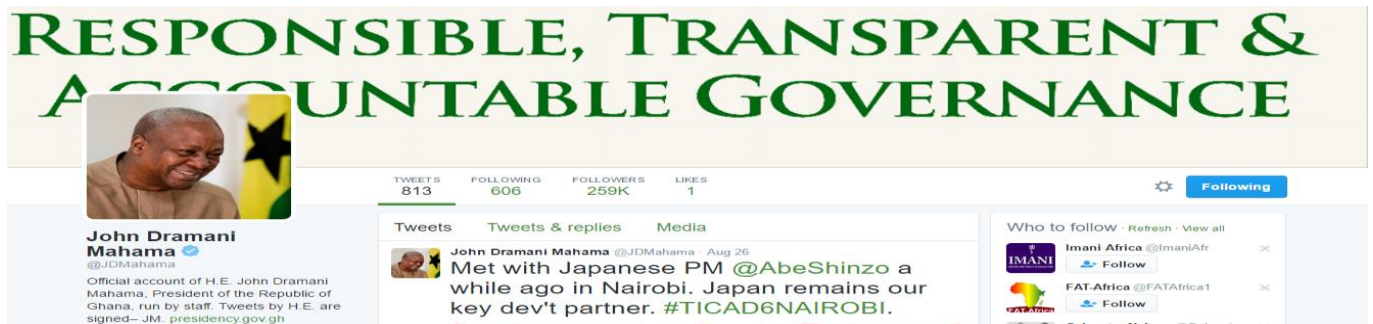 RESPONSIBLE, TRANSPARENT &
ACCOUNTABLE GOVERNANCE
TWEETS FOLLOWING FOLLOWERS LIKES
813 606 259K 1
Following
John Dramani
Mahama
@JDMahama
Official account of H.E. John Dramani
Mahama, President of the Republic of
Ghana, run by staff. Tweets by H.E. are
signed– JM. presidency.gov.gh
Tweets Tweets & replies Media
John Dramani Mahama @JDMahama · Aug 26
Met with Japanese PM @AbeShinzo a
while ago in Nairobi. Japan remains our
key dev't partner. #TICAD6NAIROBI.
Who to follow · Refresh · View all
IMANI
Imani Africa @ImaniAfr
Follow
FAT-Africa
FAT-Africa @FATAfrica1
Follow